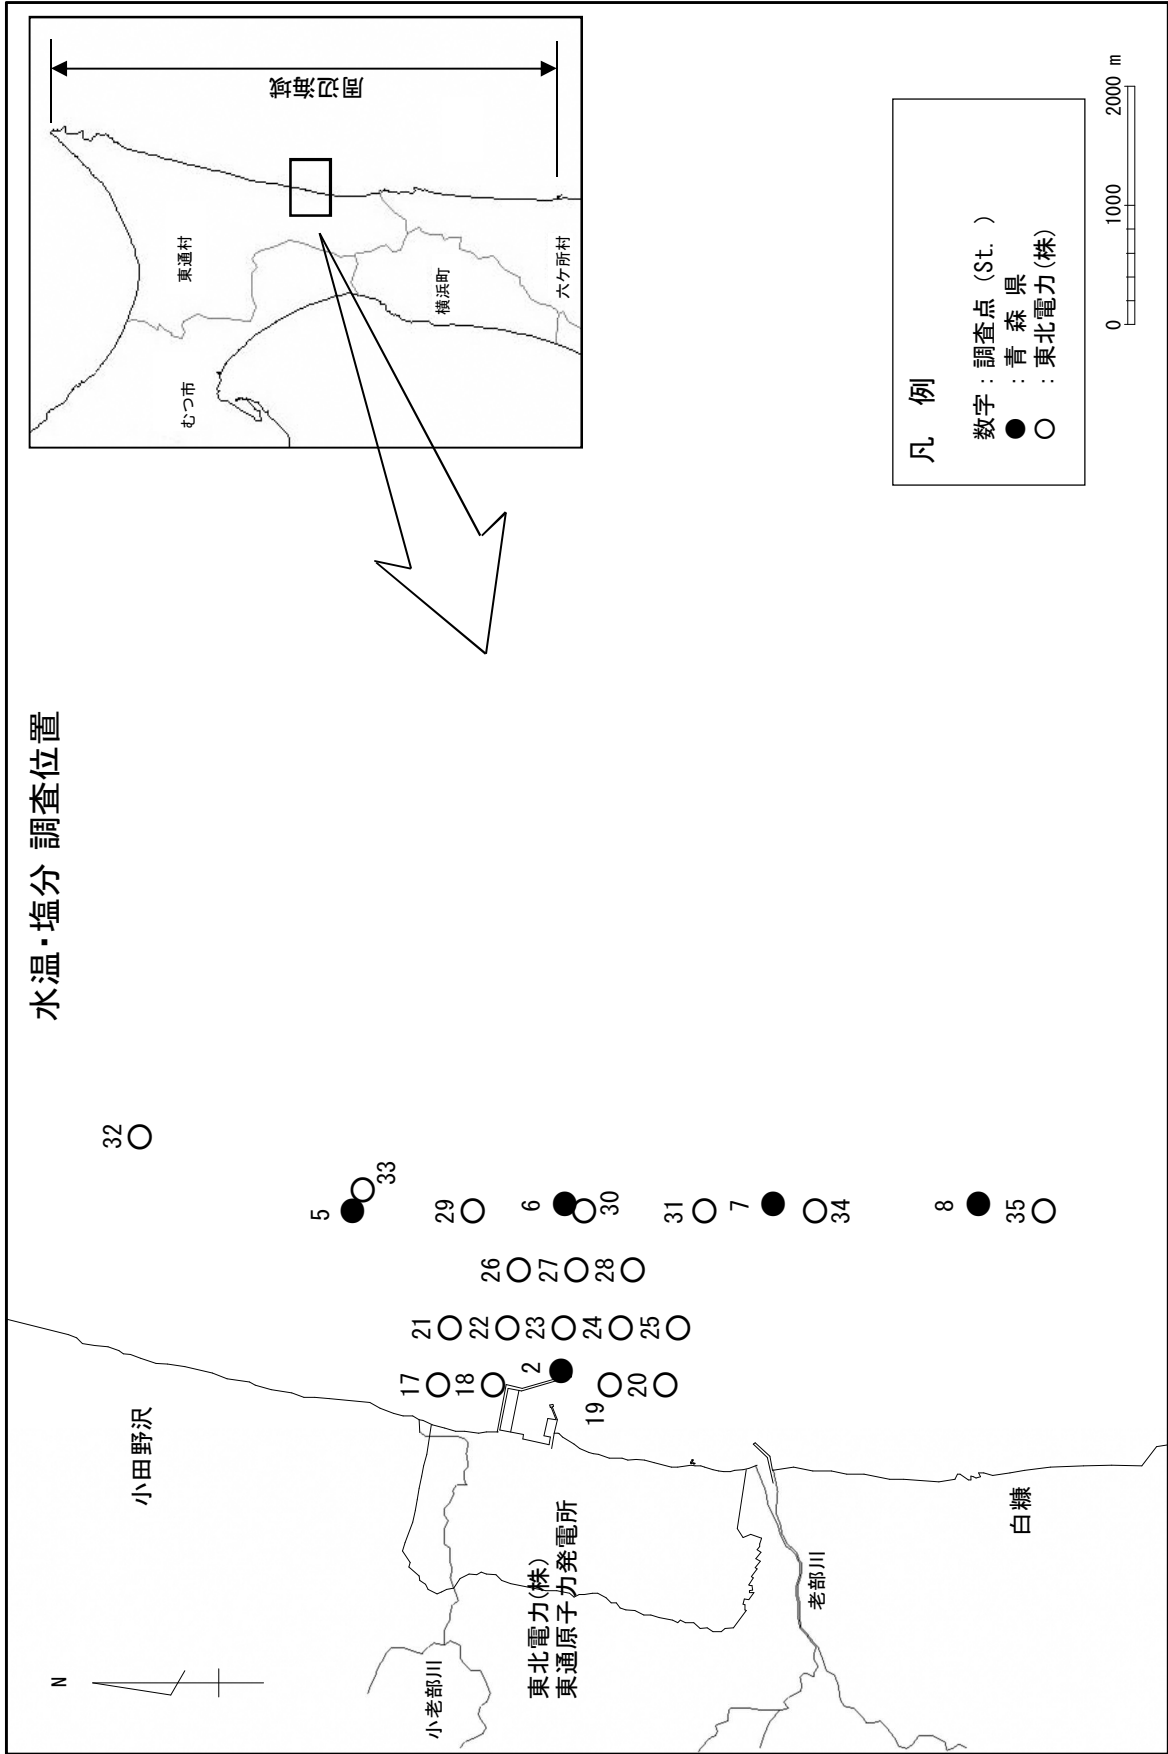 水温・塩分 調査位置
N
小田野沢
小老部川
東北電力(株)
東通原子力発電所
老部川
白糠
32
5
33
29
6
30
31
7
34
8
35
26
27
28
21
22
23
24
25
17
18
2
19
20
むつ市
東通村
横浜町
六ケ所村
周辺海域
凡 例
数字：調査点 (St. )
● ：青 森 県
○ ：東北電力(株)
0 1000 2000 m